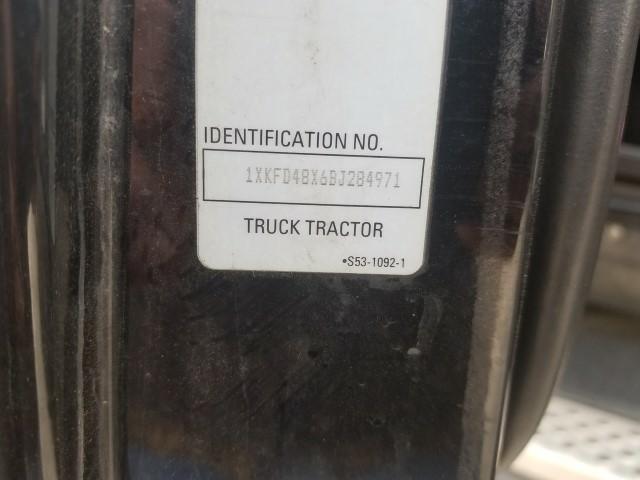 IDENTIFICATION NO.
1XKFD48X6BJ284971
TRUCK TRACTOR
•S53-1092-1